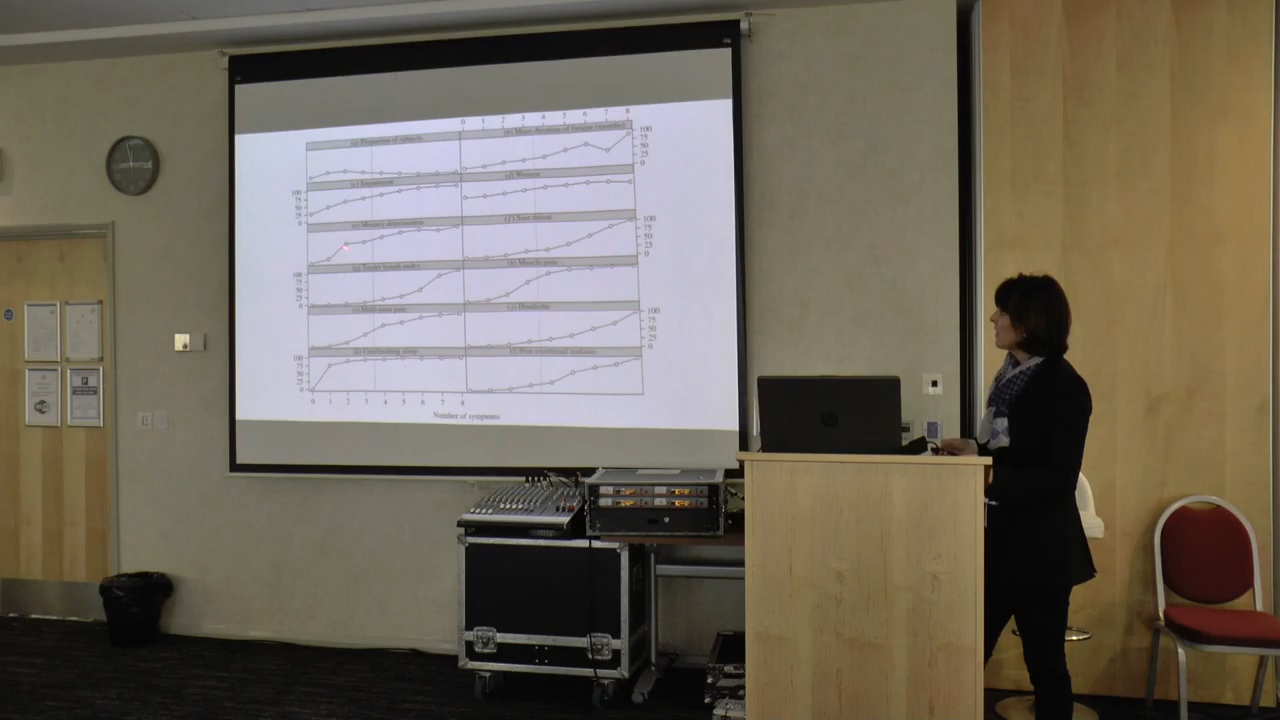 0 1 2 3 4 5 6 7 8
(a) Proportion of subjects
(b) Mean duration of fatigue (months)
100
75
50
25
0
(c) Impairment
(d) Women
100
75
50
25
0
(e) Memory deterioration
(f) Sore throat
100
75
50
25
0
(g) Tender lymph nodes
(h) Muscle pain
100
75
50
25
0
(i) Multi-joint pain
(j) Headache
100
75
50
25
0
(k) Unrefreshing sleep
(l) Post-exertional malaise
100
75
50
25
0
0 1 2 3 4 5 6 7 8
Number of symptoms